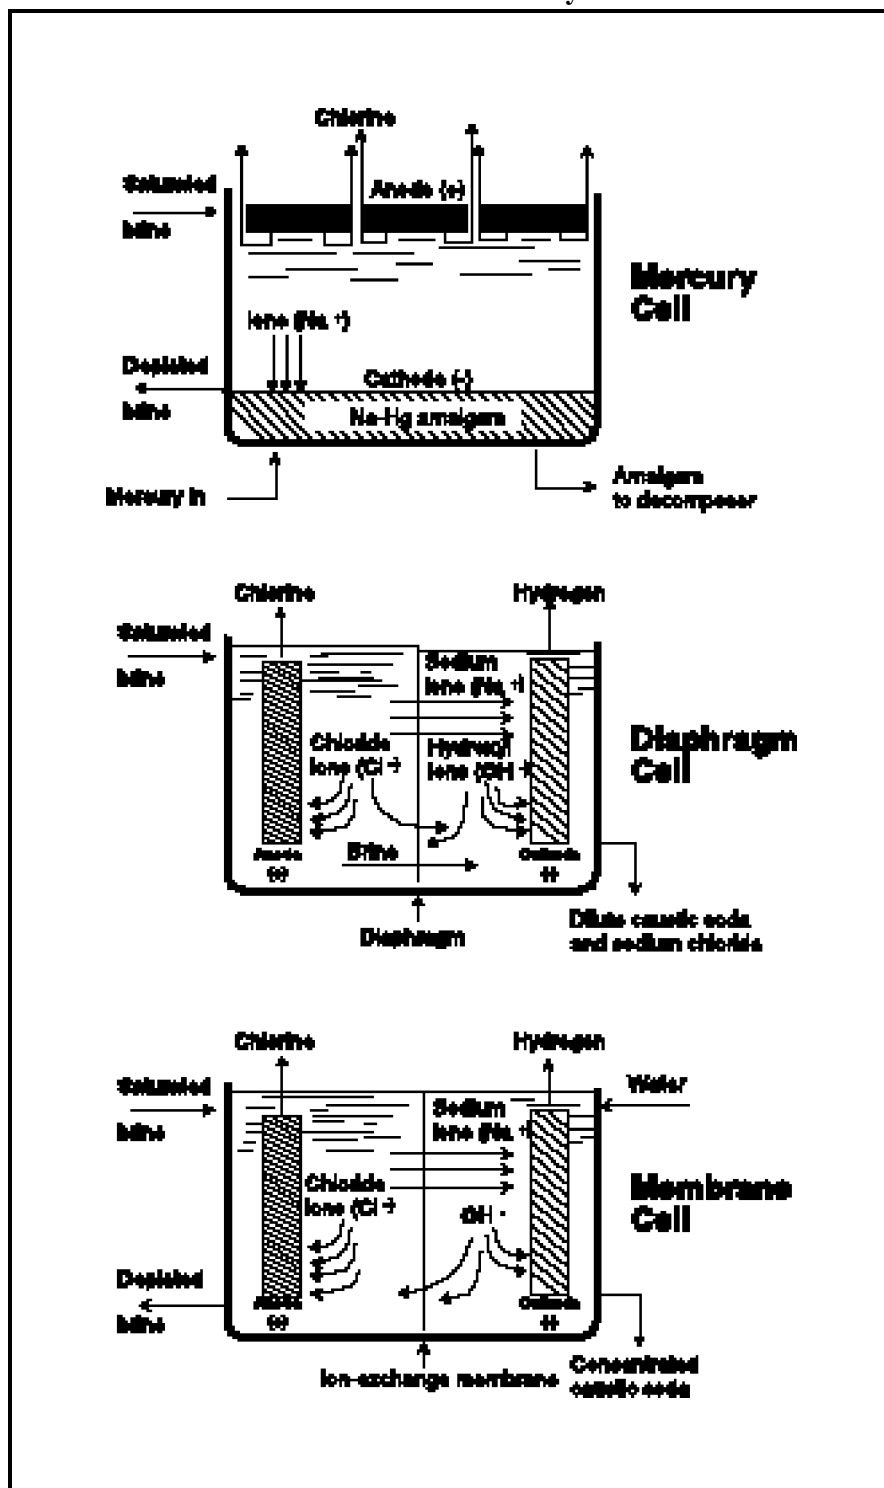 Chlorine
Saturated
brine
Anode (+)
Mercury
Cell
Ions (Na +)
Depleted
brine
Cathode (-)
Na-Hg amalgam
Mercury in
Amalgam
to decomposer
Chlorine
Hydrogen
Saturated
brine
Sodium
ions (Na +)
Chloride
ions (Cl -)
Hydroxyl
ions (OH -)
Diaphragm
Cell
Anode
(+)
Brine
Cathode
(-)
Diaphragm
Dilute caustic soda
and sodium chloride
Chlorine
Hydrogen
Saturated
brine
Water
Sodium
ions (Na +)
Chloride
ions (Cl -)
OH -
Membrane
Cell
Depleted
brine
Anode
(+)
Cathode
(-)
Ion-exchange membrane
Concentrated
caustic soda